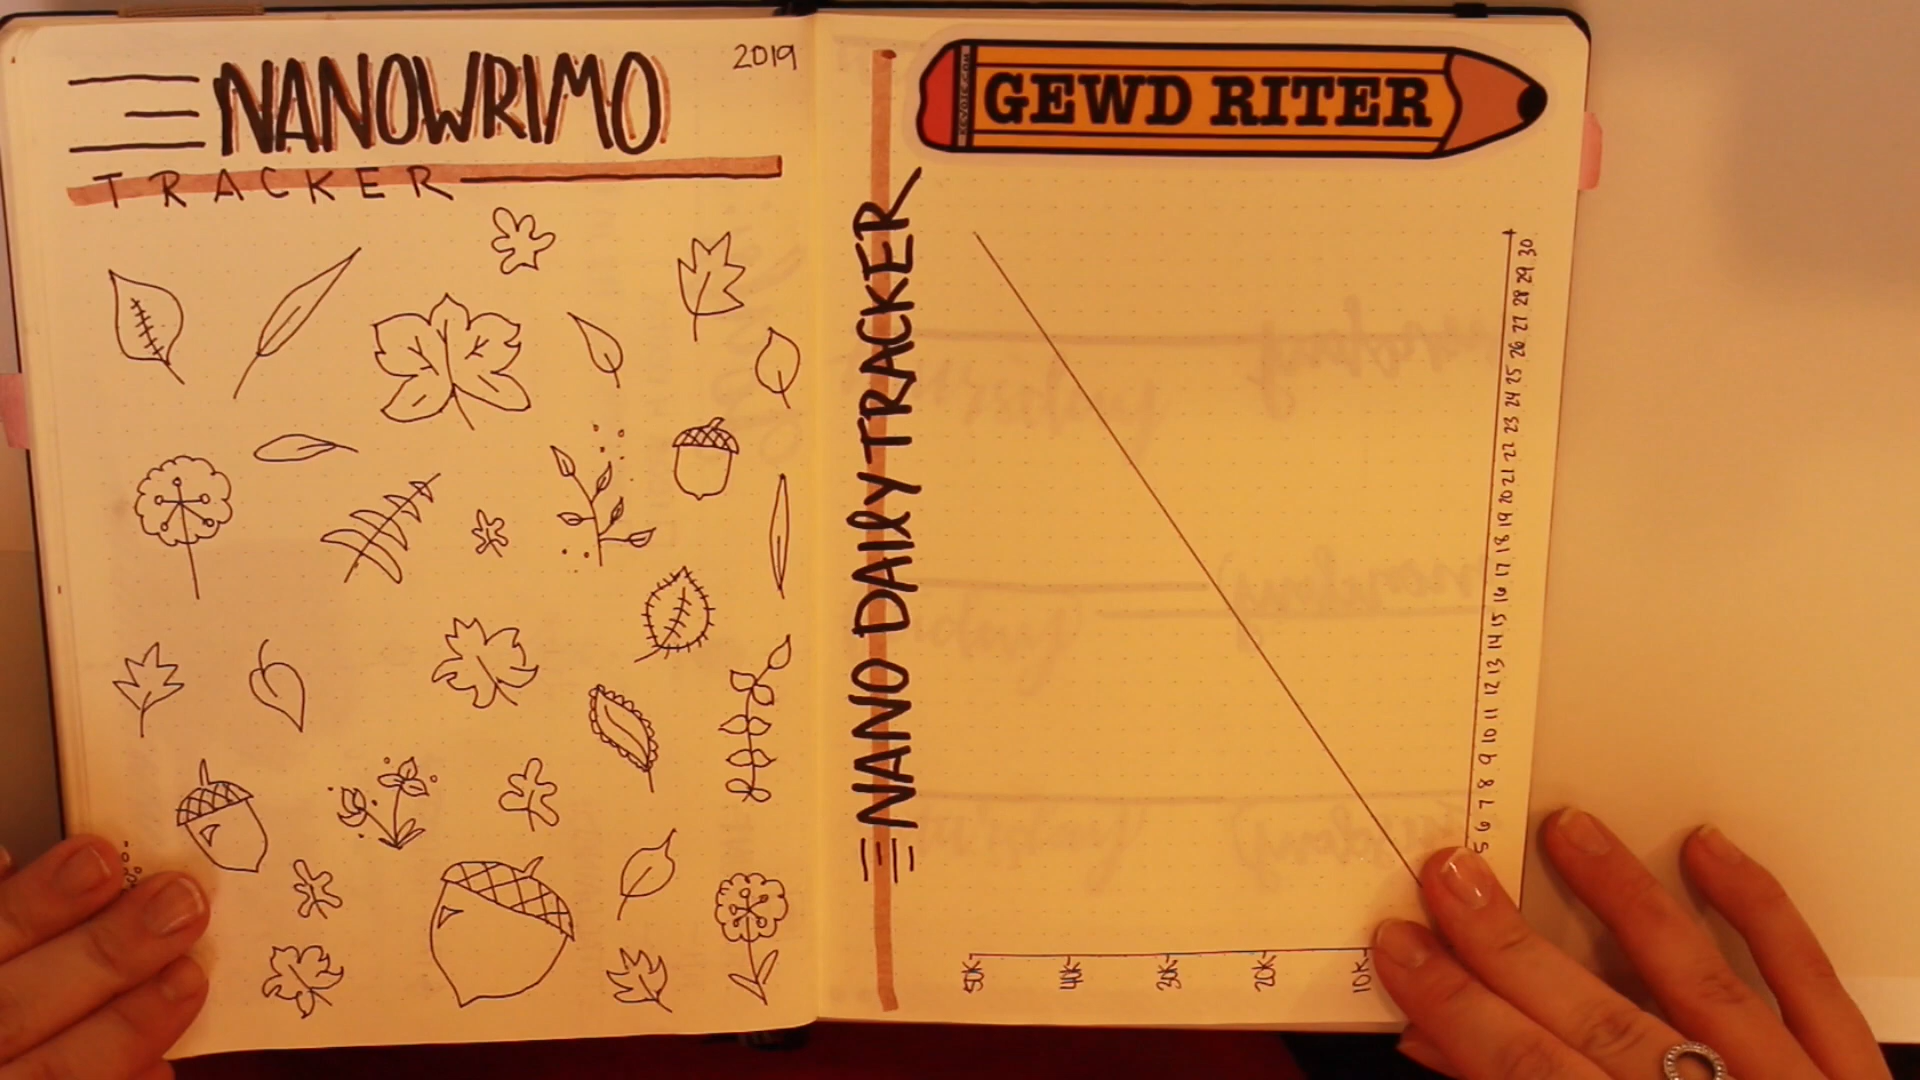 NANOWRIMO
2019
TRACKER
GEWD RITER
NANO DAILY TRACKER
50K
40K
30K
20K
10K
5 6 7 8 9 10 11 12 13 14 15 16 17 18 19 20 21 22 23 24 25 26 27 28 29 30